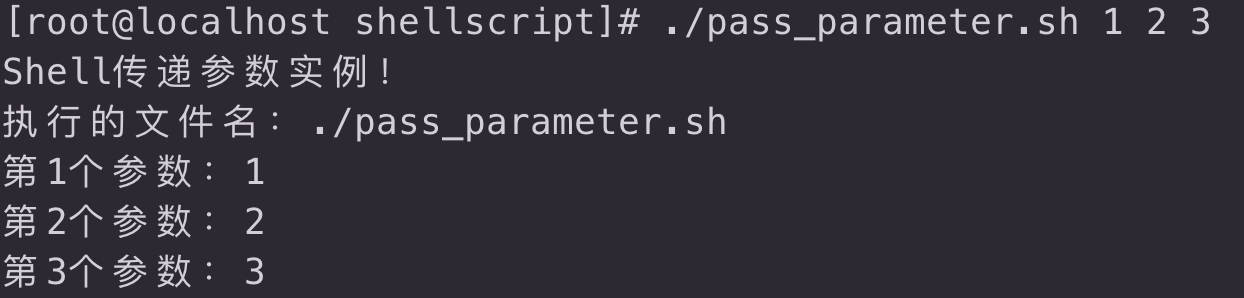 [root@localhost shellscript]# ./pass_parameter.sh 1 2 3
Shell传递参数实例！
执行的文件名：./pass_parameter.sh
第1个参数：1
第2个参数：2
第3个参数：3